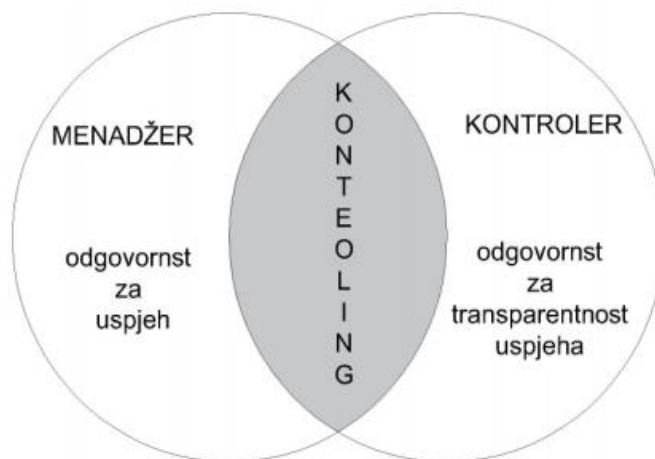 MENADŽER
odgovornst
za
uspjeh
K
O
N
T
E
O
L
I
N
G
KONTROLER
odgovornst
za
transparentnost
uspjeha